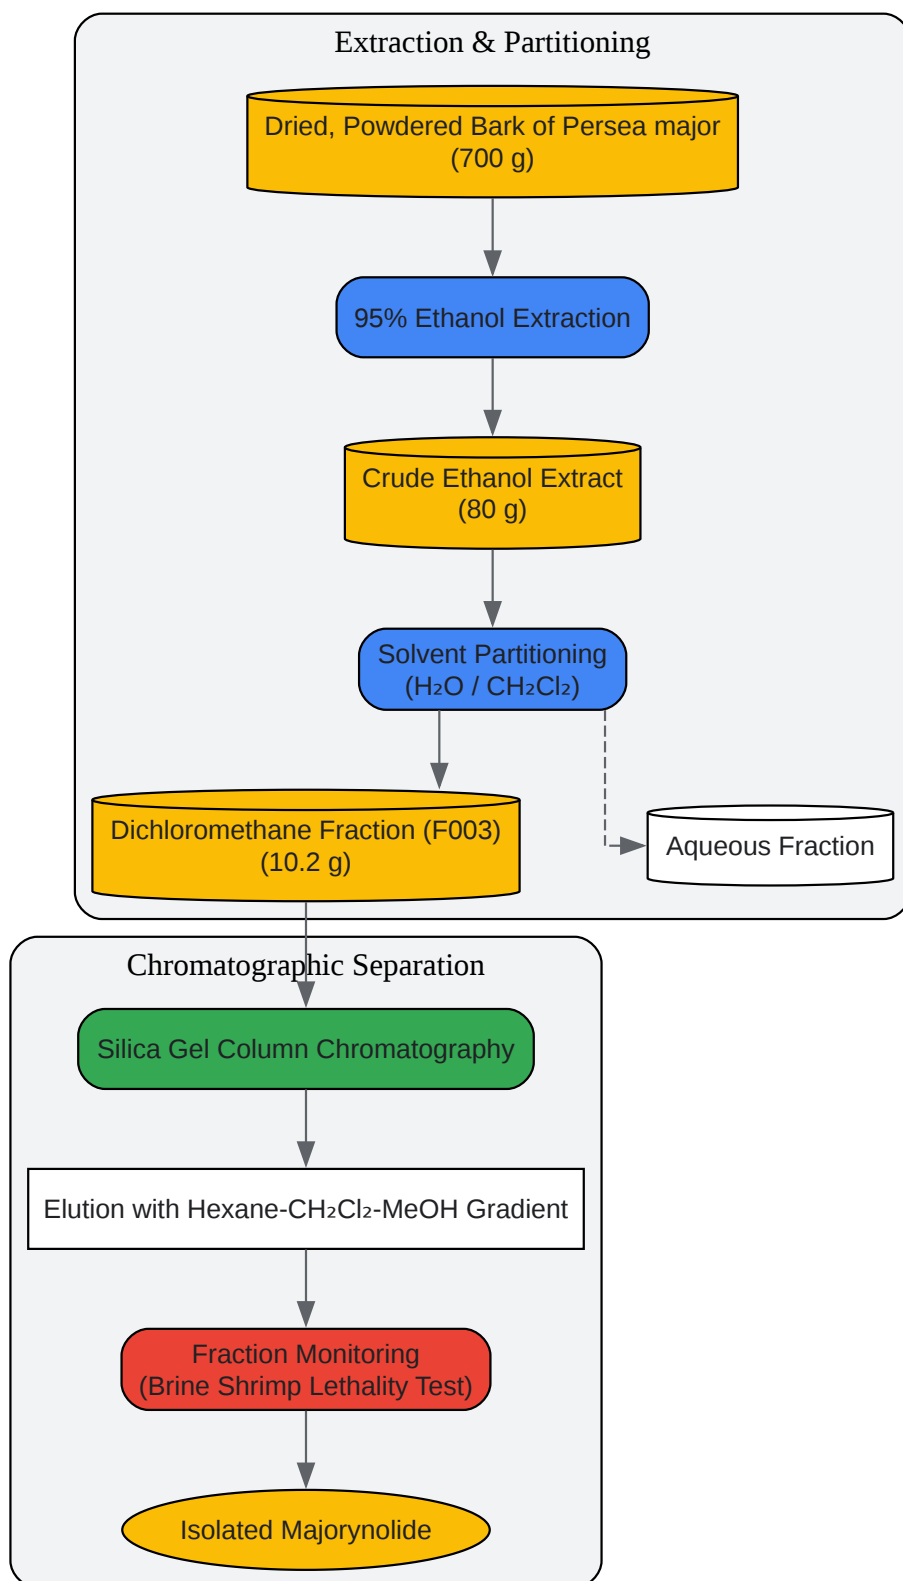 Extraction & Partitioning
Dried, Powdered Bark of Persea major
(700 g)
95% Ethanol Extraction
Crude Ethanol Extract
(80 g)
Solvent Partitioning
(H₂O / CH₂Cl₂)
Dichloromethane Fraction (F003)
(10.2 g)
Aqueous Fraction
Chromatographic Separation
Silica Gel Column Chromatography
Elution with Hexane-CH₂Cl₂-MeOH Gradient
Fraction Monitoring
(Brine Shrimp Lethality Test)
Isolated Majorynolide